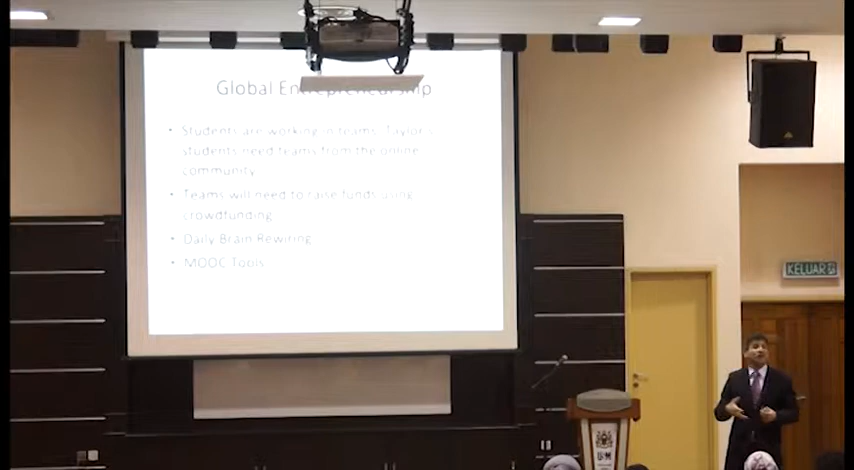 Global Entrepreneurship
• Students are working in teams. Taylor's
students need teams from the online
community.
• Teams will need to raise funds using
crowdfunding
• Daily Brain Rewiring
• MOOC Tools
KELUAR